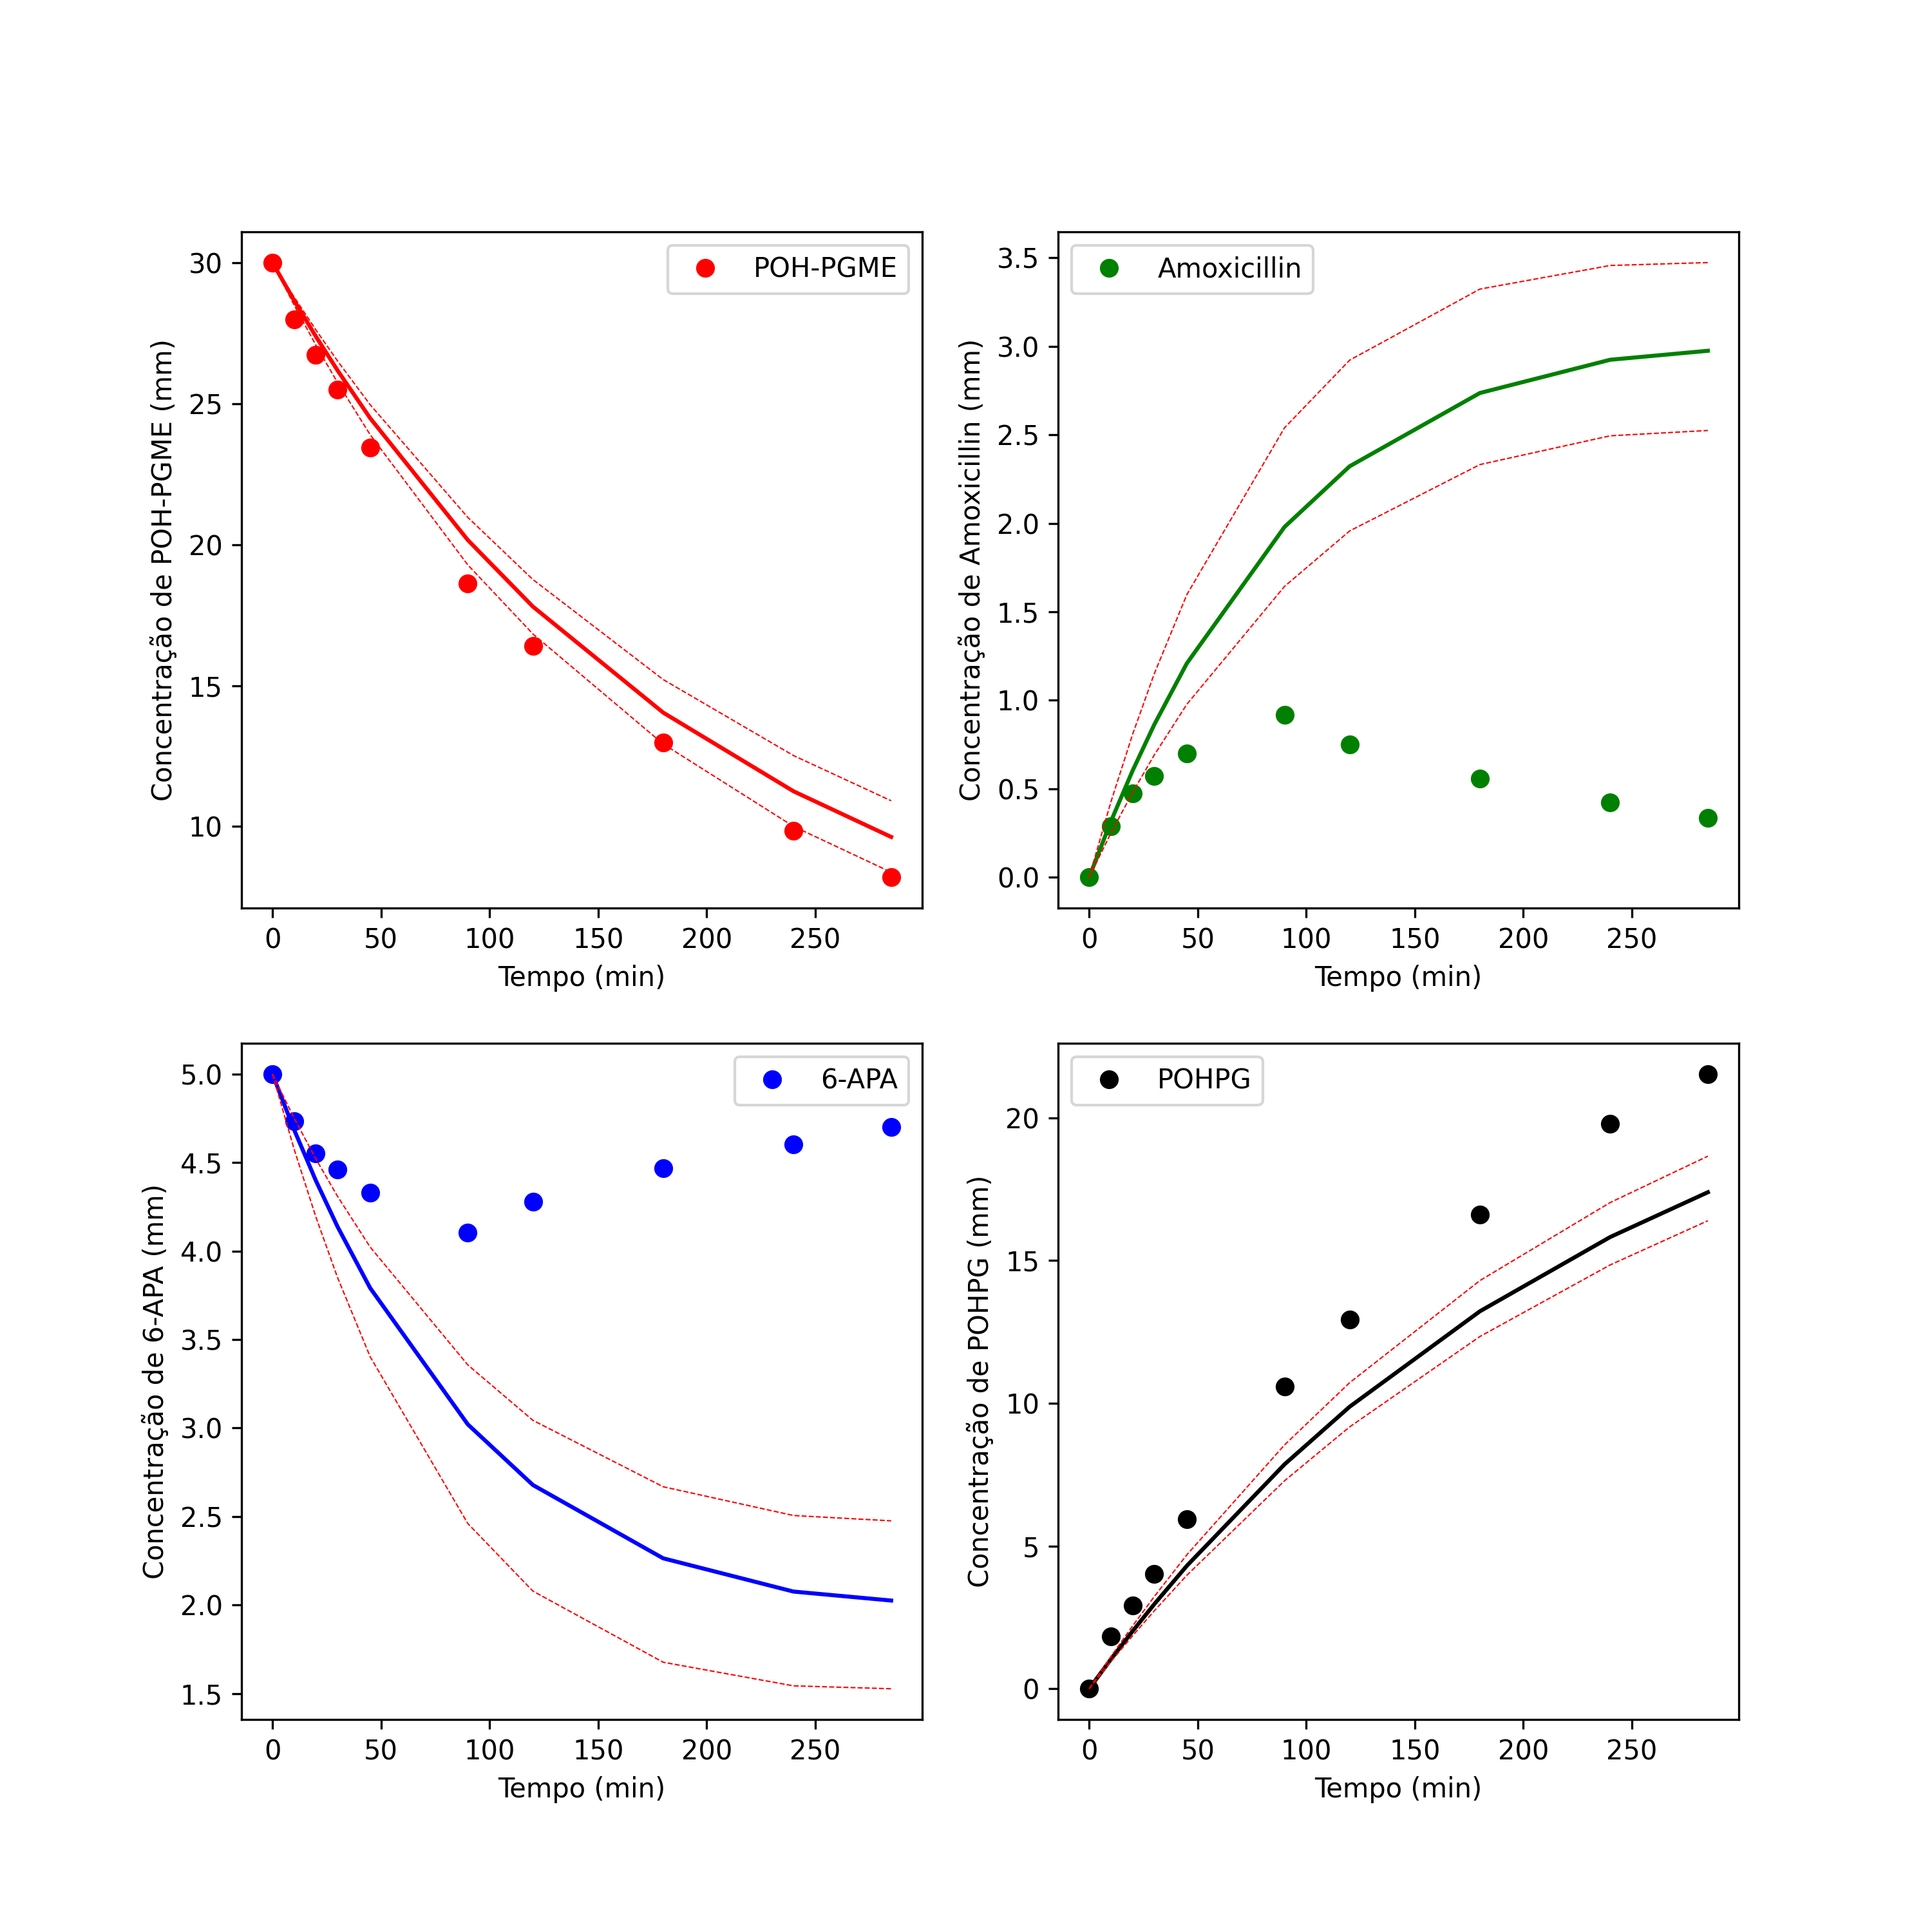 POH-PGME
Concentração de POH-PGME (mm)
30
25
20
15
10
0 50 100 150 200 250
Tempo (min)
Amoxicillin
Concentração de Amoxicillin (mm)
3.5
3.0
2.5
2.0
1.5
1.0
0.5
0.0
0 50 100 150 200 250
Tempo (min)
6-APA
Concentração de 6-APA (mm)
5.0
4.5
4.0
3.5
3.0
2.5
2.0
1.5
0 50 100 150 200 250
Tempo (min)
POHPG
Concentração de POHPG (mm)
20
15
10
5
0
0 50 100 150 200 250
Tempo (min)